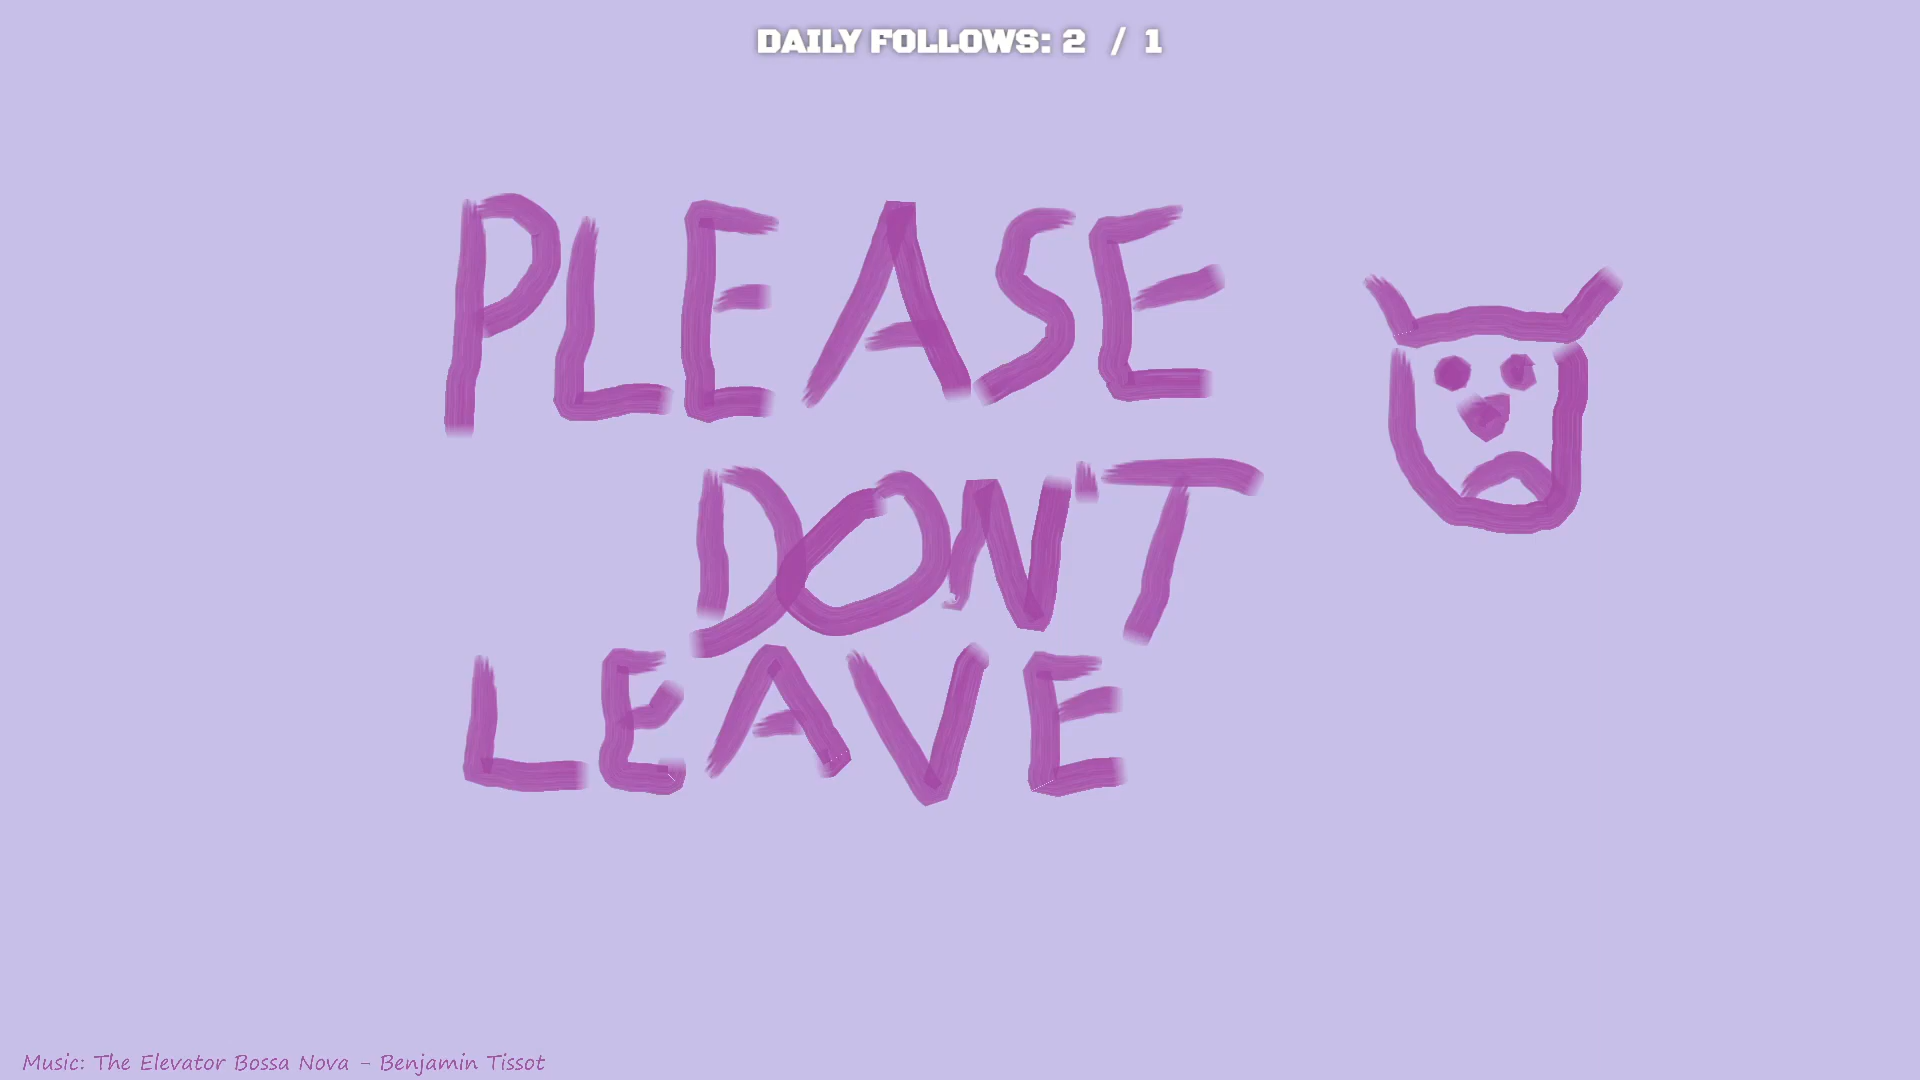 DAILY FOLLOWS: 2 / 1
PLEASE
DON'T
LEAVE
Music: The Elevator Bossa Nova - Benjamin Tissot